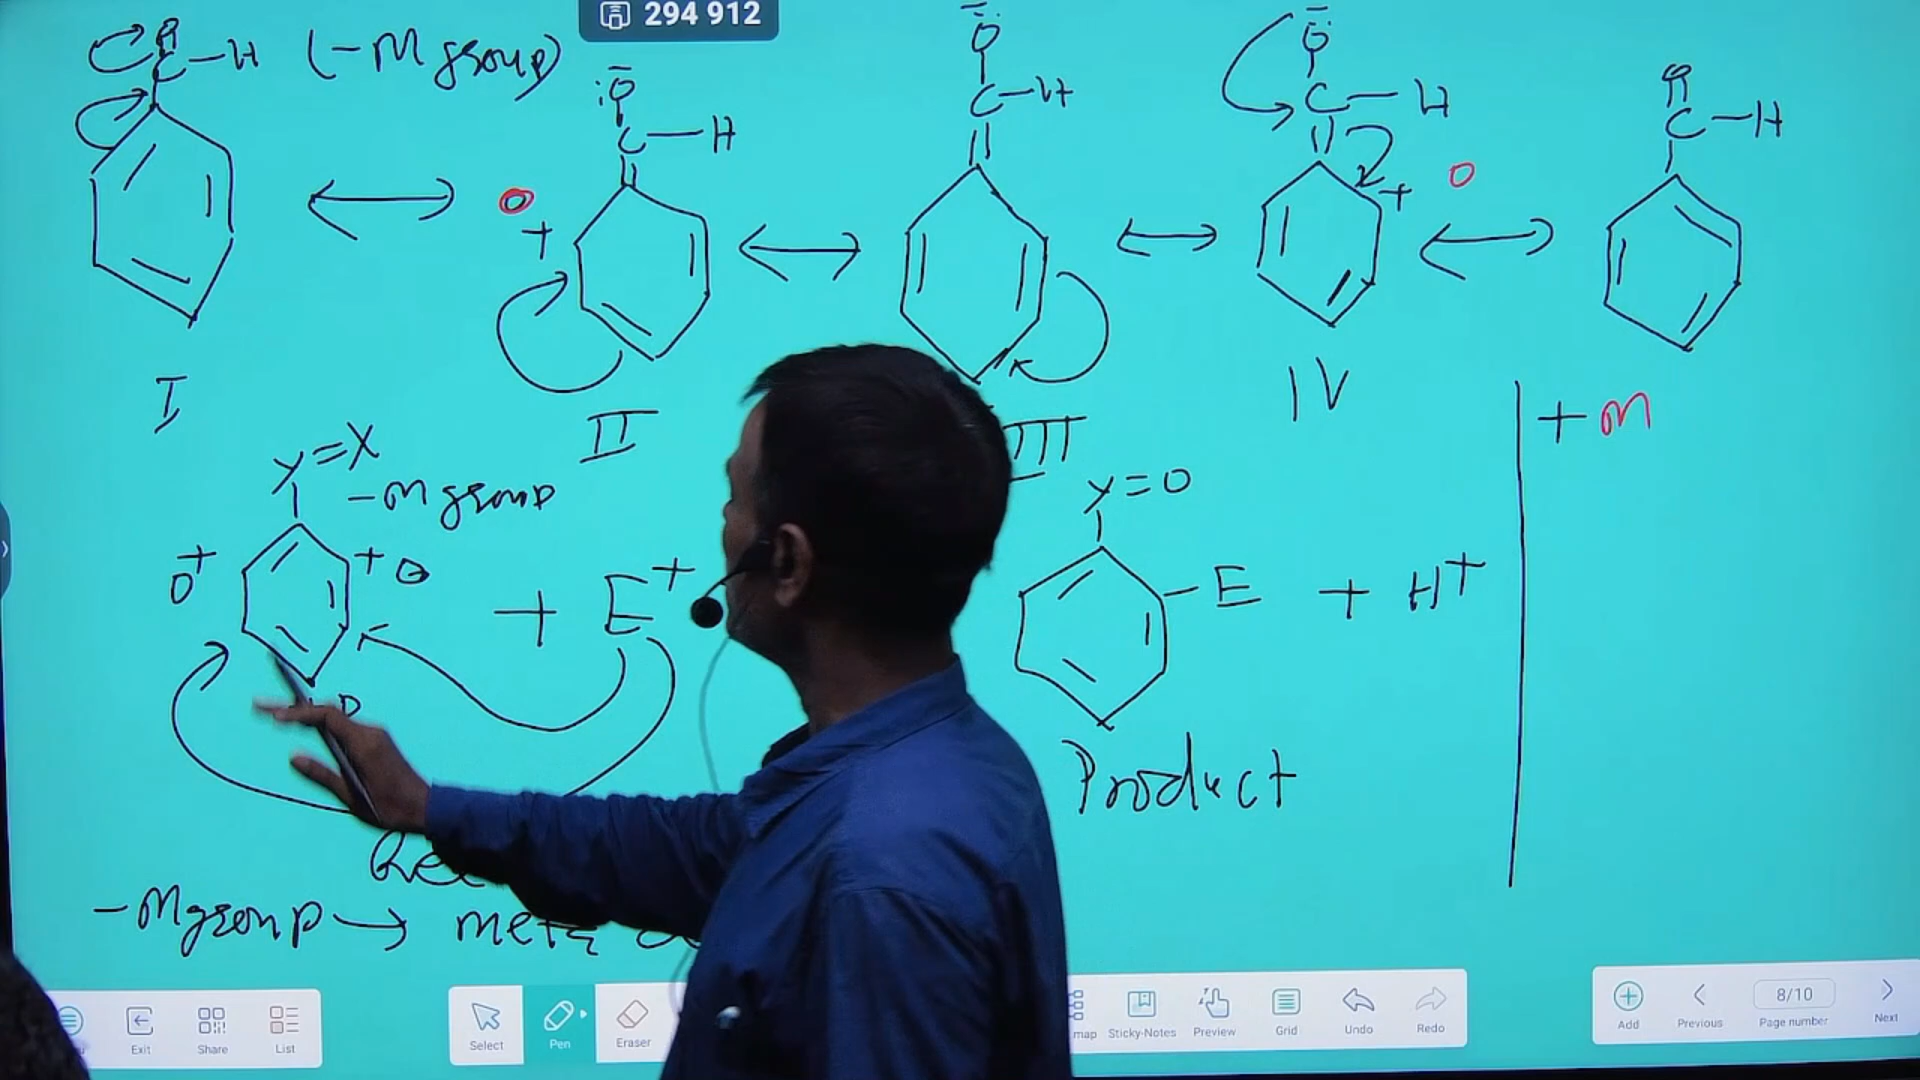 294 912
O
C-H (-M group)
:O
C-H
O
+
O
C-H
O
C-H
+ O
O
C-H
I
II
III
IV
+M
Y=X
-M group
O+ +O
+ E+
Y=O
-E + H+
Product
-M group → meta
Exit
Share
List
Select
Pen
Eraser
map
Sticky-Notes
Preview
Grid
Undo
Redo
Add
Previous
8/10
Page number
Next